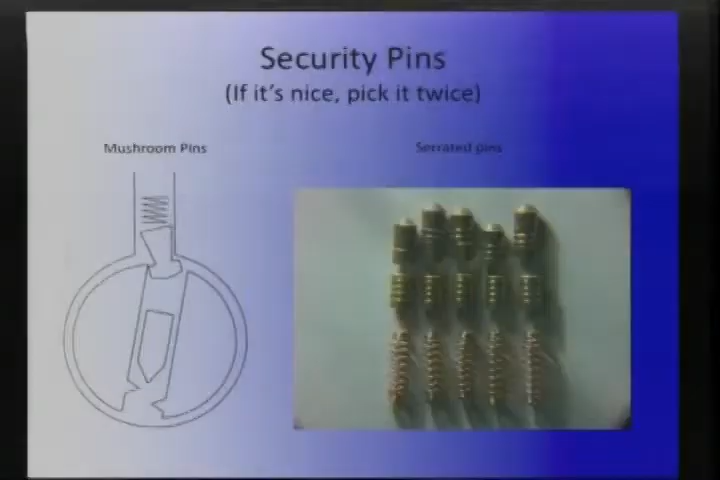 Security Pins
(If it's nice, pick it twice)
Mushroom Pins
Serrated pins